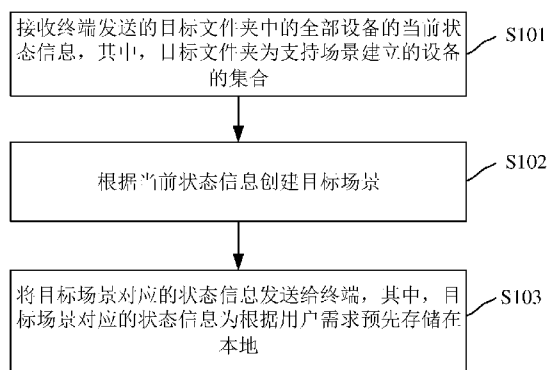 接收终端发送的目标文件夹中的全部设备的当前状
态信息，其中，目标文件夹为支持场景建立的设备
的集合
S101
根据当前状态信息创建目标场景
S102
将目标场景对应的状态信息发送给终端，其中，目
标场景对应的状态信息为根据用户需求预先存储在
本地
S103